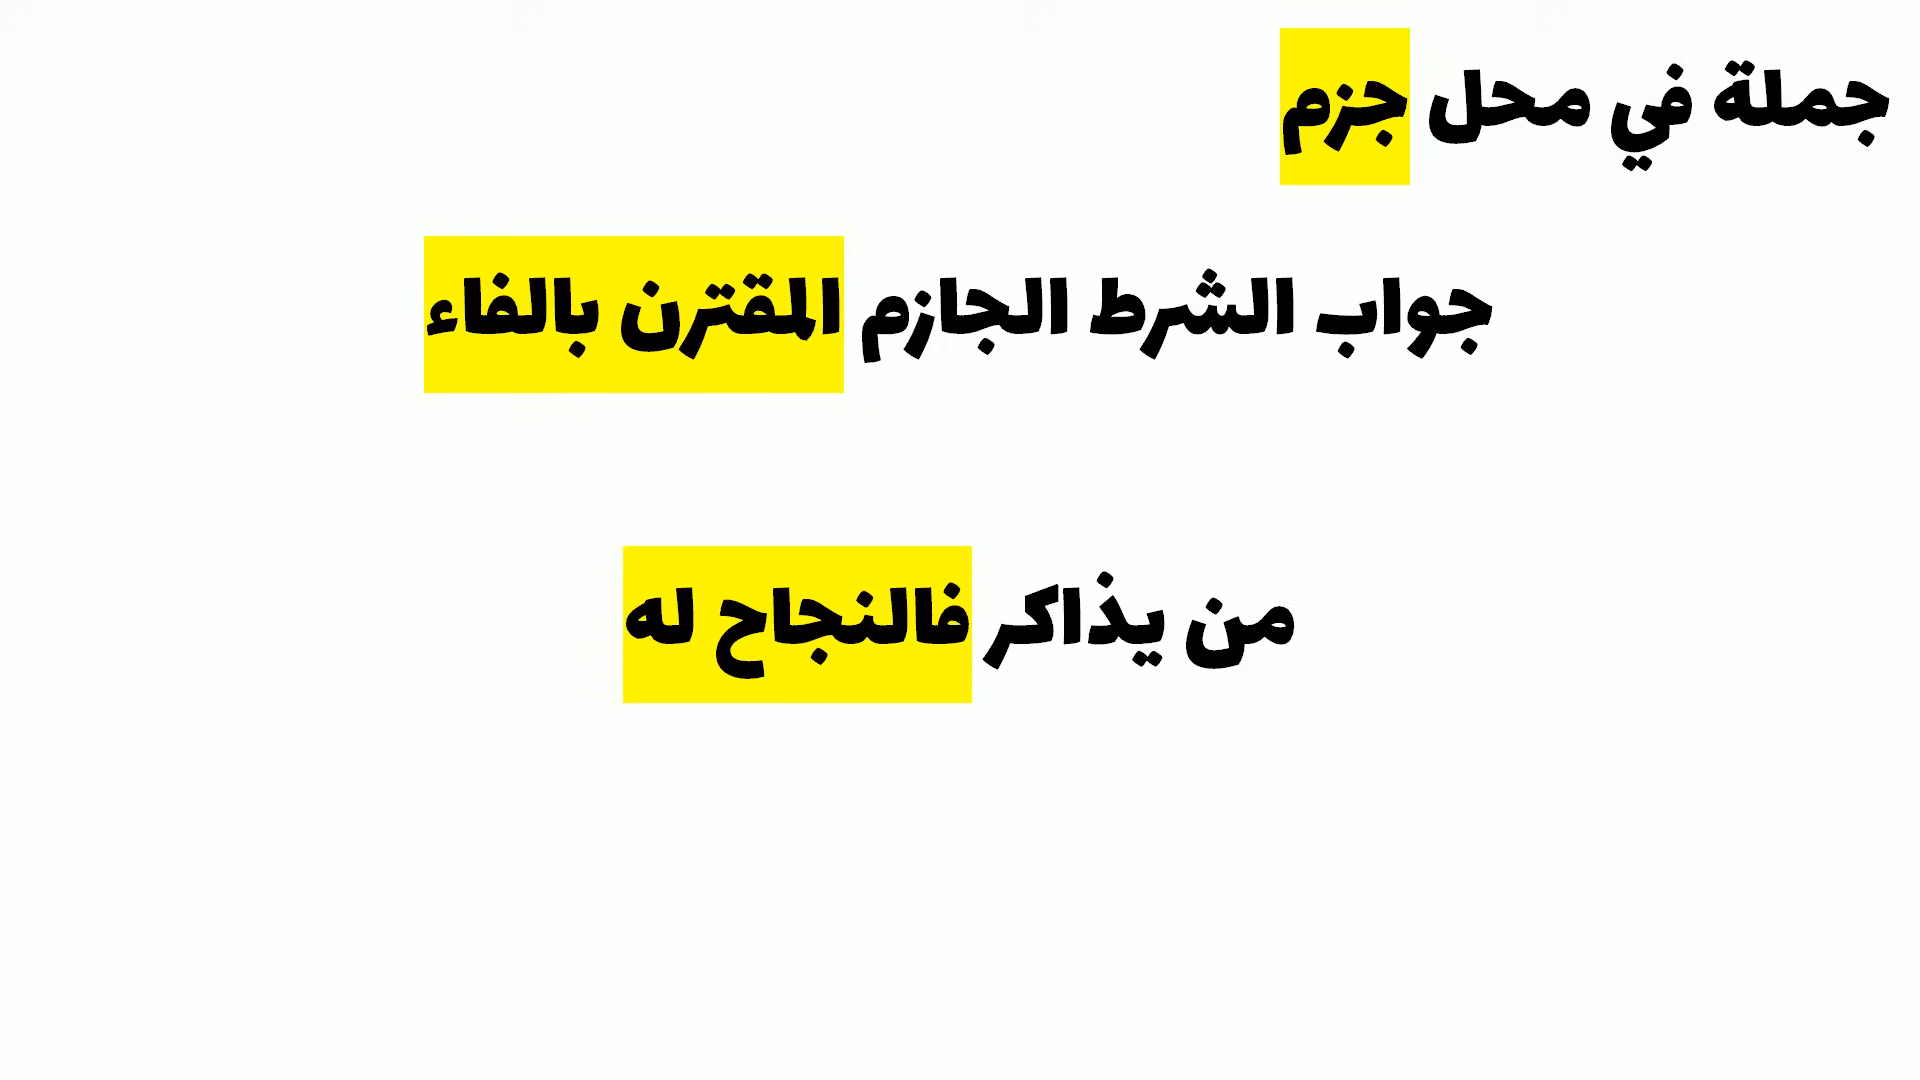 جملة في محل جزم
جواب الشرط الجازم المقترن بالفاء
من يذاكر فالنجاح له